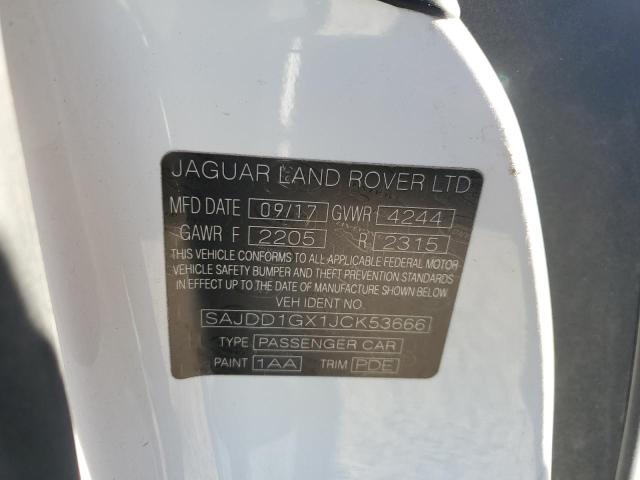 JAGUAR LAND ROVER LTD
MFD DATE 09/17 GVWR 4244
GAWR F 2205 R 2315
THIS VEHICLE CONFORMS TO ALL APPLICABLE FEDERAL MOTOR
VEHICLE SAFETY BUMPER AND THEFT PREVENTION STANDARDS
IN EFFECT UP TO THE DATE OF MANUFACTURE SHOWN BELOW.
VEH IDENT NO.
SAJDD1GX1JCK53666
TYPE PASSENGER CAR
PAINT 1AA TRIM PDE